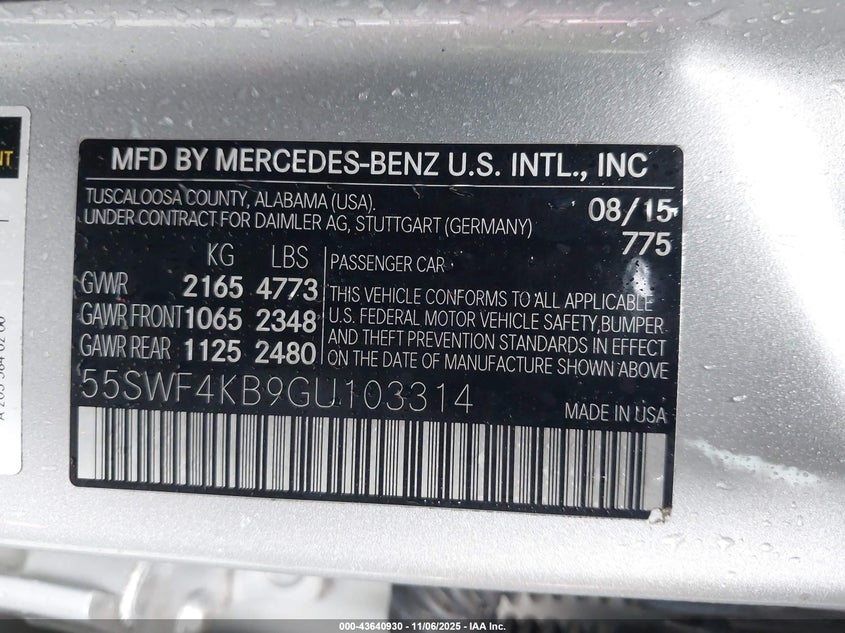 NT
MFD BY MERCEDES-BENZ U.S. INTL., INC
TUSCALOOSA COUNTY, ALABAMA (USA).
UNDER CONTRACT FOR DAIMLER AG, STUTTGART (GERMANY)
08/15
775
KG LBS
GVWR 2165 4773
GAWR FRONT 1065 2348
GAWR REAR 1125 2480
PASSENGER CAR
THIS VEHICLE CONFORMS TO ALL APPLICABLE
U.S. FEDERAL MOTOR VEHICLE SAFETY, BUMPER
AND THEFT PREVENTION STANDARDS IN EFFECT
ON THE DATE OF MANUFACTURE SHOWN ABOVE
55SWF4KB9GU103314
MADE IN USA
000-43640930 - 11/06/2025 - IAA Inc.